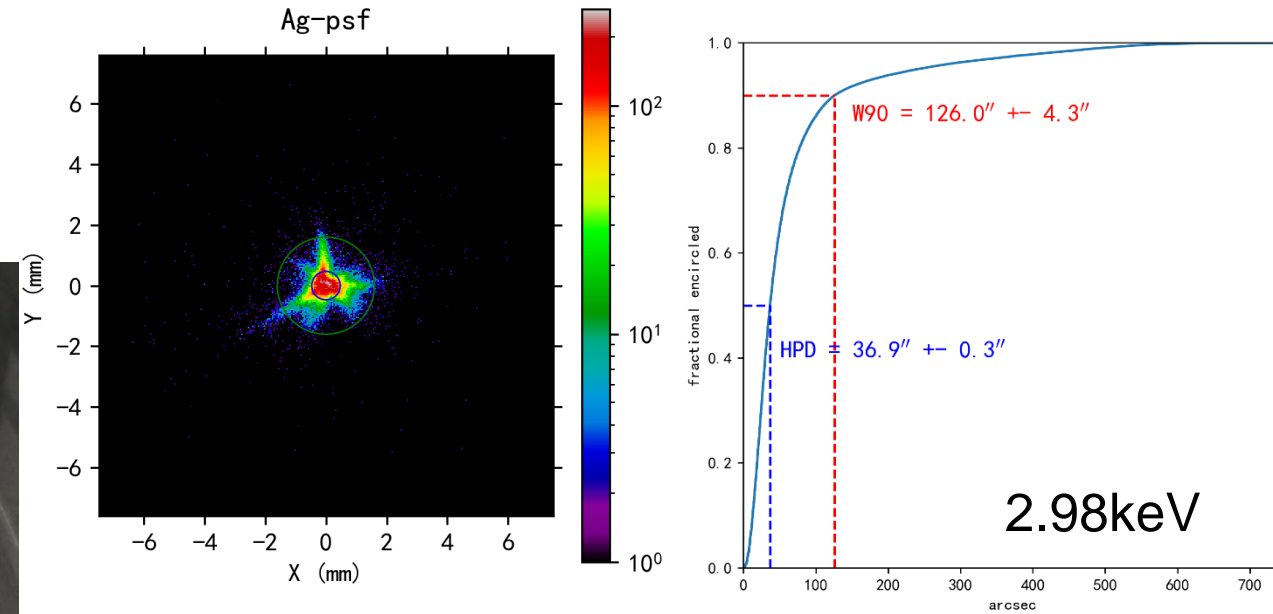 Ag-psf
6
4
2
0
−2
−4
−6
Y (mm)
−6 −4 −2 0 2 4 6
X (mm)
10²
10¹
10⁰
1.0
0.8
0.6
0.4
0.2
0.0
fractional encircled
W90 = 126.0″ +− 4.3″
HPD = 36.9″ +− 0.3″
2.98keV
0 100 200 300 400 500 600 700
arcsec